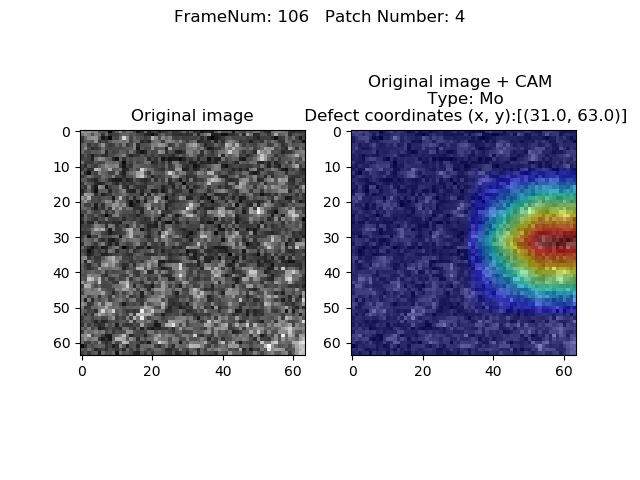 FrameNum: 106   Patch Number: 4
Original image
0
10
20
30
40
50
60
0 20 40 60
Original image + CAM
Type: Mo
Defect coordinates (x, y):[(31.0, 63.0)]
0
10
20
30
40
50
60
0 20 40 60